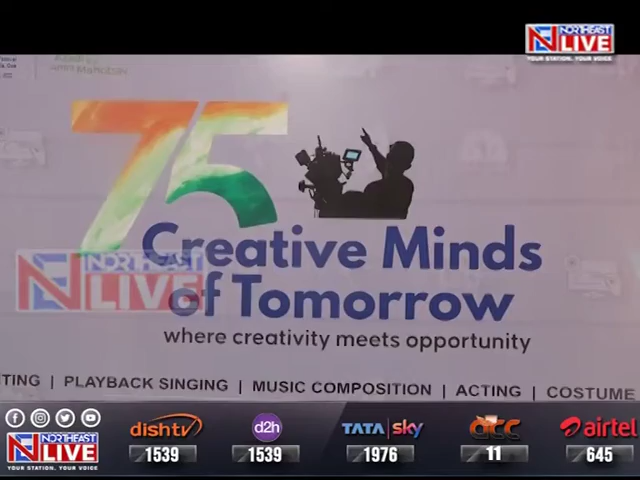 NORTHEAST
LIVE
YOUR STATION. YOUR VOICE
75
Creative Minds
of Tomorrow
NORTHEAST
LIVE
where creativity meets opportunity
TING | PLAYBACK SINGING | MUSIC COMPOSITION | ACTING | COSTUME
dishtv d2h TATA sky acc airtel
NORTHEAST
LIVE
YOUR STATION. YOUR VOICE
1539 1539 1976 11 645